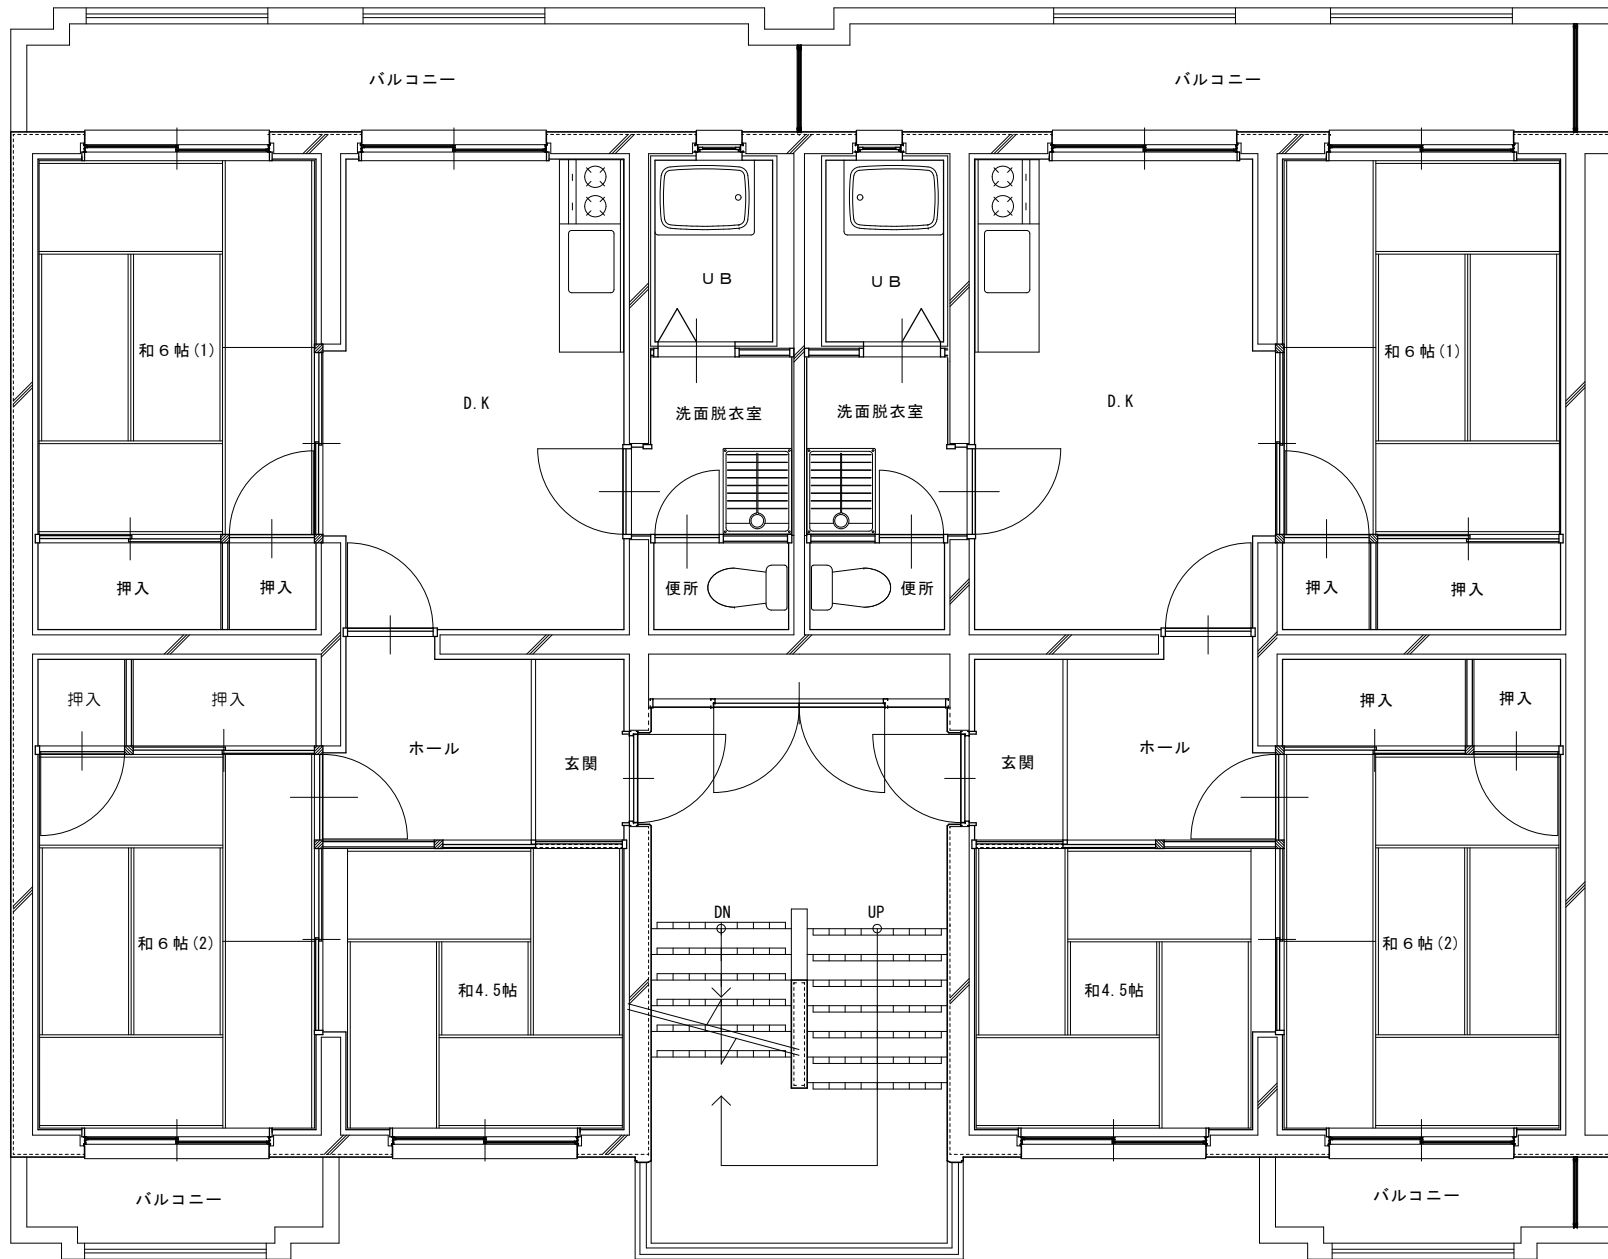 バルコニー
バルコニー
UB
UB
和6帖(1)
和6帖(1)
D.K
D.K
洗面脱衣室
洗面脱衣室
押入
押入
便所
便所
押入
押入
押入
押入
押入
押入
ホール
玄関
玄関
ホール
DN
UP
和6帖(2)
和6帖(2)
和4.5帖
和4.5帖
バルコニー
バルコニー